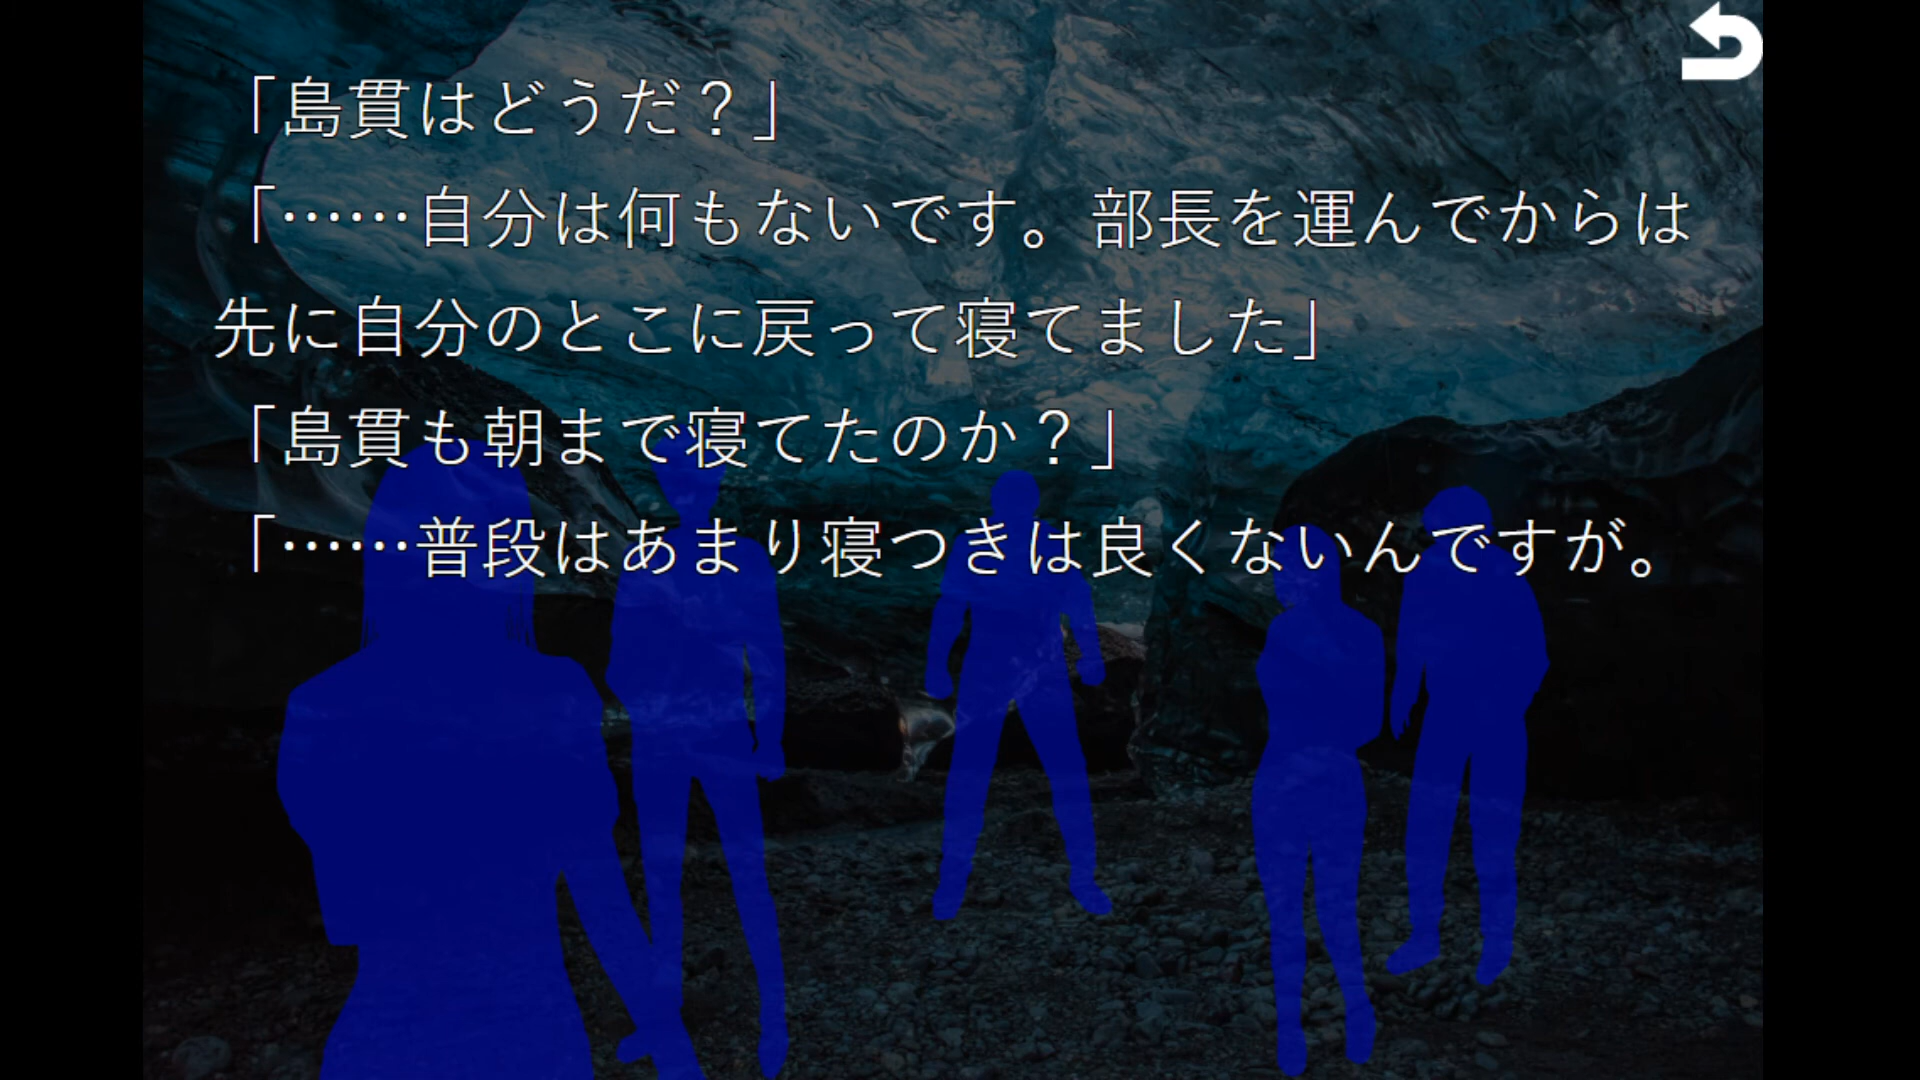 「島貫はどうだ？」
「……自分は何もないです。部長を運んでからは
先に自分のとこに戻って寝てました」
「島貫も朝まで寝てたのか？」
「……普段はあまり寝つきは良くないんですが。